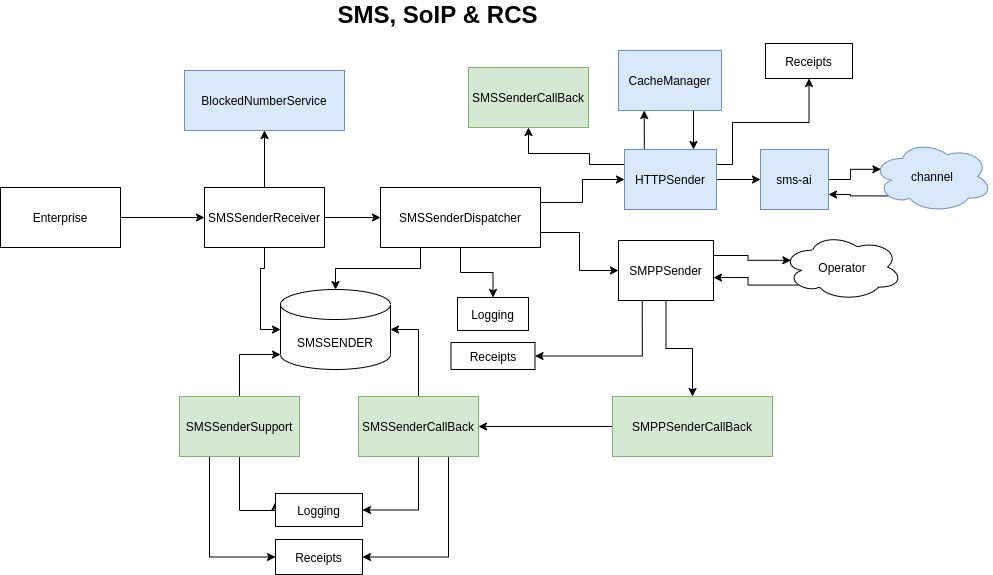 SMS, SoIP & RCS
Receipts
CacheManager
SMSSenderCallBack
BlockedNumberService
HTTPSender
sms-ai
channel
Enterprise
SMSSenderReceiver
SMSSenderDispatcher
SMPPSender
Operator
Logging
SMSSENDER
Receipts
SMSSenderSupport
SMSSenderCallBack
SMPPSenderCallBack
Logging
Receipts